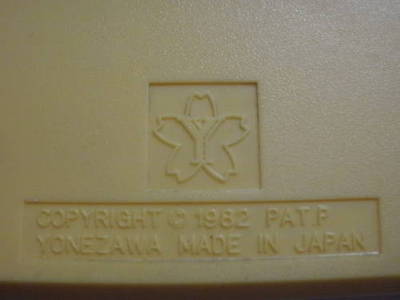 Y
COPYRIGHT © 1982 PAT.P
YONEZAWA MADE IN JAPAN